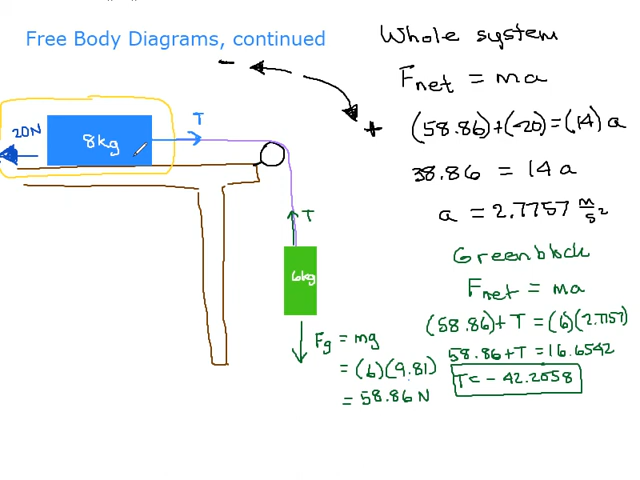 Free Body Diagrams, continued
Whole system
Fnet = ma
(58.86)+(-20)=(14)a
38.86 = 14a
a = 2.7757 m/s²
-
+
20N
8kg
T
T
6kg
Fg = mg
= (6)(9.81)
= 58.86 N
Green block
Fnet = ma
(58.86)+T = (6)(2.7757)
58.86+T = 16.6542
T = - 42.2058